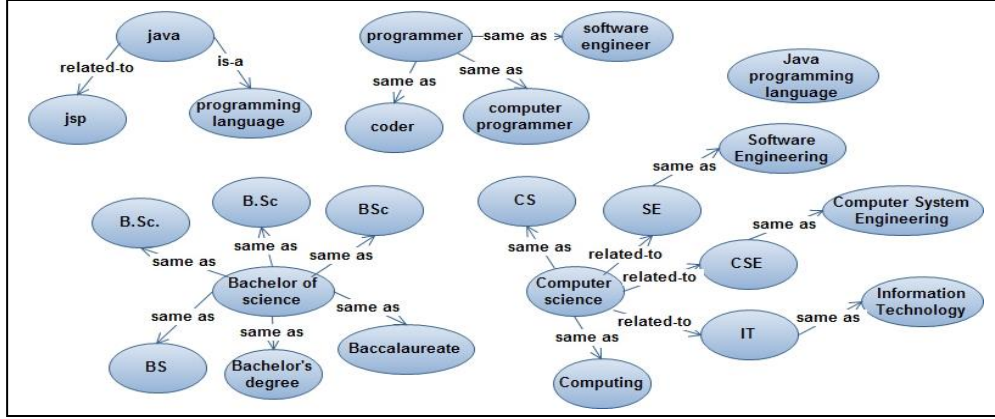 java
related-to
is-a
jsp
programming
language
programmer
same as
software
engineer
same as
same as
coder
computer
programmer
Java
programming
language
Software
Engineering
same as
B.Sc.
B.Sc
BSc
same as
same as
same as
Bachelor of
science
same as
same as
same as
BS
Bachelor's
degree
Baccalaureate
CS
SE
same as
related-to
related-to
CSE
same as
Computer System
Engineering
Computer
science
related-to
IT
same as
Information
Technology
same as
Computing